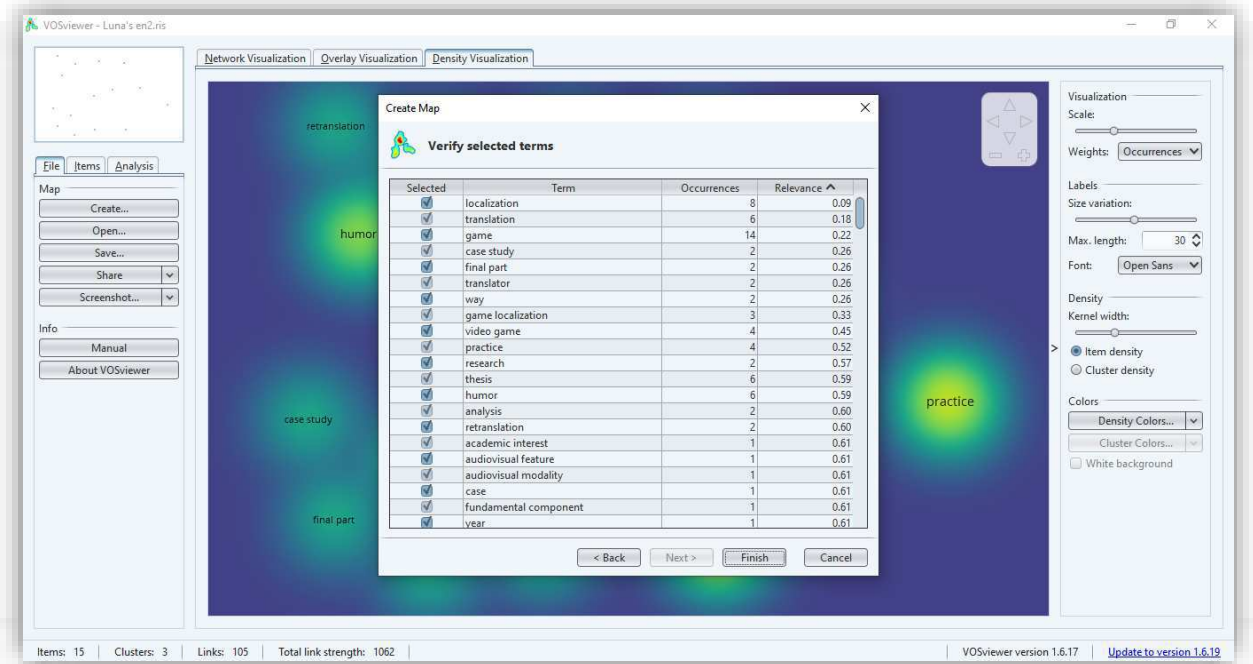 VOSviewer - Luna's en2.ris
Network Visualization Overlay Visualization Density Visualization
File Items Analysis
Map
Create...
Open...
Save...
Share
Screenshot...
Info
Manual
About VOSviewer
retranslation
humor
case study
final part
practice
Create Map
Verify selected terms
Selected Term Occurrences Relevance
localization 8 0.09
translation 6 0.18
game 14 0.22
case study 2 0.26
final part 2 0.26
translator 2 0.26
way 2 0.26
game localization 3 0.33
video game 4 0.45
practice 4 0.52
research 2 0.57
thesis 6 0.59
humor 6 0.59
analysis 2 0.60
retranslation 2 0.60
academic interest 1 0.61
audiovisual feature 1 0.61
audiovisual modality 1 0.61
case 1 0.61
fundamental component 1 0.61
year 1 0.61
< Back Next > Finish Cancel
Visualization
Scale:
Weights: Occurrences
Labels
Size variation:
Max. length: 30
Font: Open Sans
Density
Kernel width:
>
Item density
Cluster density
Colors
Density Colors...
Cluster Colors...
White background
Items: 15 Clusters: 3 Links: 105 Total link strength: 1062 VOSviewer version 1.6.17 Update to version 1.6.19